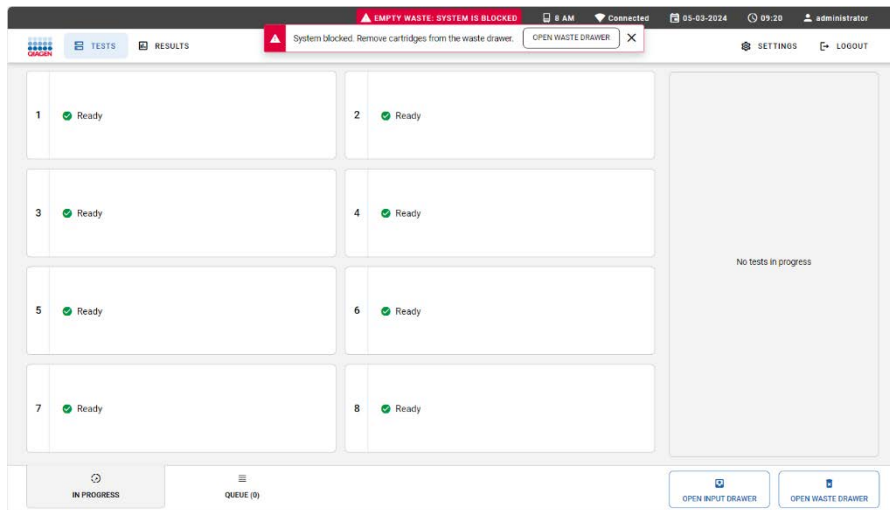 EMPTY WASTE: SYSTEM IS BLOCKED 8 AM Connected 05-03-2024 09:20 administrator
QIAGEN TESTS RESULTS System blocked. Remove cartridges from the waste drawer. OPEN WASTE DRAWER SETTINGS LOGOUT
1 Ready
2 Ready
3 Ready
4 Ready
No tests in progress
5 Ready
6 Ready
7 Ready
8 Ready
IN PROGRESS
QUEUE (0)
OPEN INPUT DRAWER
OPEN WASTE DRAWER